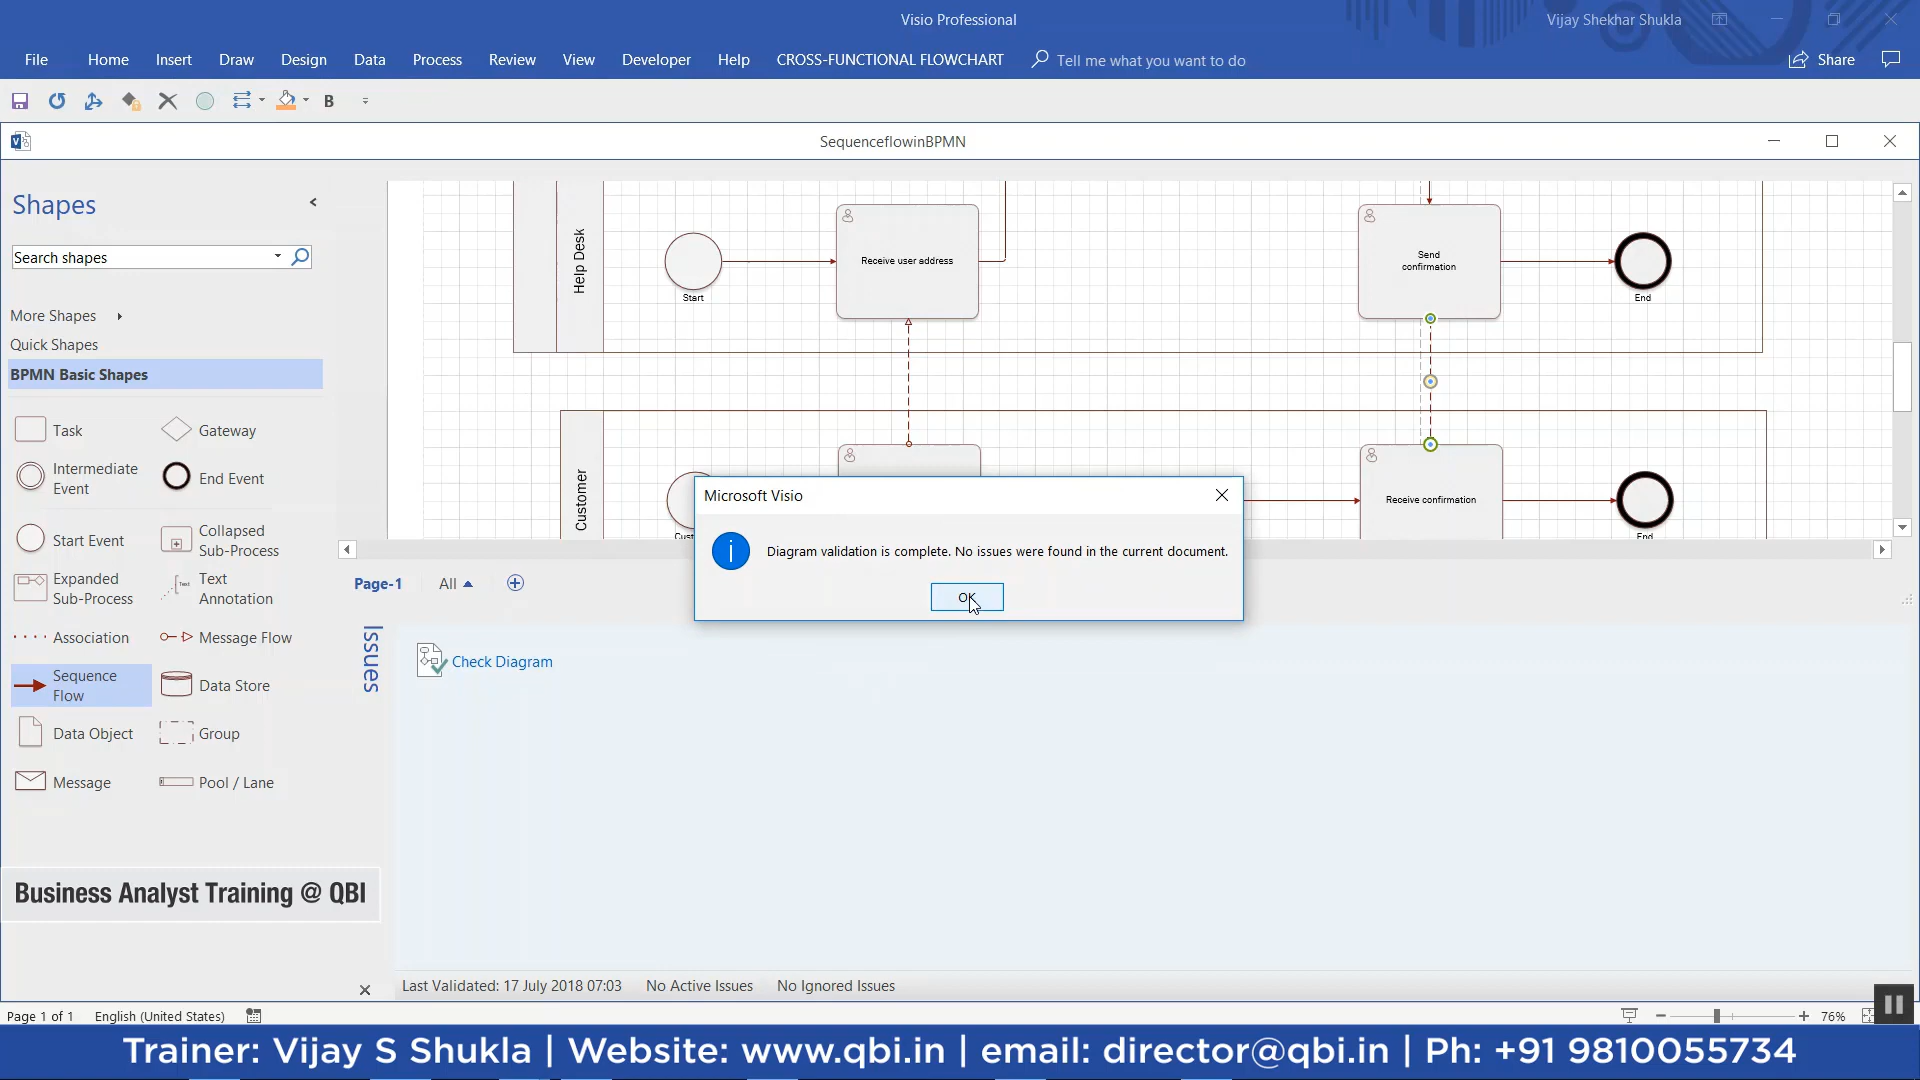 Visio Professional
Vijay Shekhar Shukla
File Home Insert Draw Design Data Process Review View Developer Help CROSS-FUNCTIONAL FLOWCHART Tell me what you want to do
Share
B
SequenceflowinBPMN
Shapes
Search shapes
More Shapes
Quick Shapes
BPMN Basic Shapes
Task
Gateway
Intermediate
Event
End Event
Start Event
Collapsed
Sub-Process
Expanded
Sub-Process
Text
Annotation
Association
Message Flow
Sequence
Flow
Data Store
Data Object
Group
Message
Pool / Lane
Help Desk
Start
Receive user address
Send
confirmation
End
Customer
Receive confirmation
End
Microsoft Visio
Diagram validation is complete. No issues were found in the current document.
OK
Page-1
All
Issues
Check Diagram
Business Analyst Training @ QBI
Last Validated: 17 July 2018 07:03 No Active Issues No Ignored Issues
Page 1 of 1 English (United States)
76%
Trainer: Vijay S Shukla | Website: www.qbi.in | email: director@qbi.in | Ph: +91 9810055734